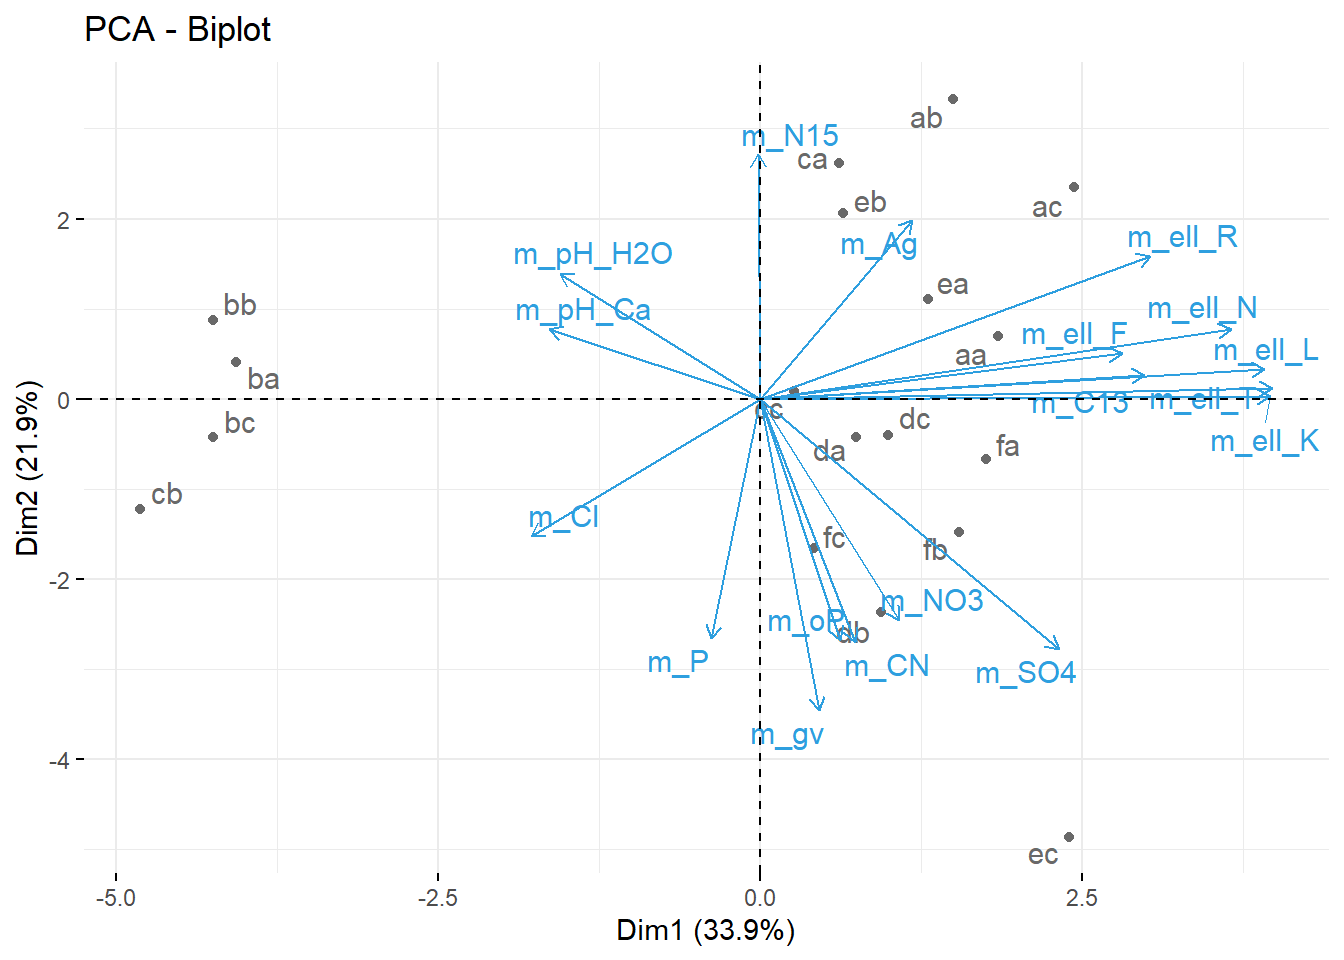 PCA - Biplot
ab
m_N15
ca
eb
ac
2
m_Ag
m_ell_R
m_pH_H2O
ea
bb
m_pH_Ca
m_ell_N
m_ell_F
aa
m_ell_L
ba
0
m_C13
m_ell_T
bc
dc
da
fa
m_ell_K
cb
m_Cl
fc
fb
-2
m_NO3
m_oP
db
m_P
m_CN
m_SO4
m_gv
-4
ec
-5.0
-2.5
0.0
2.5
Dim1 (33.9%)
Dim2 (21.9%)